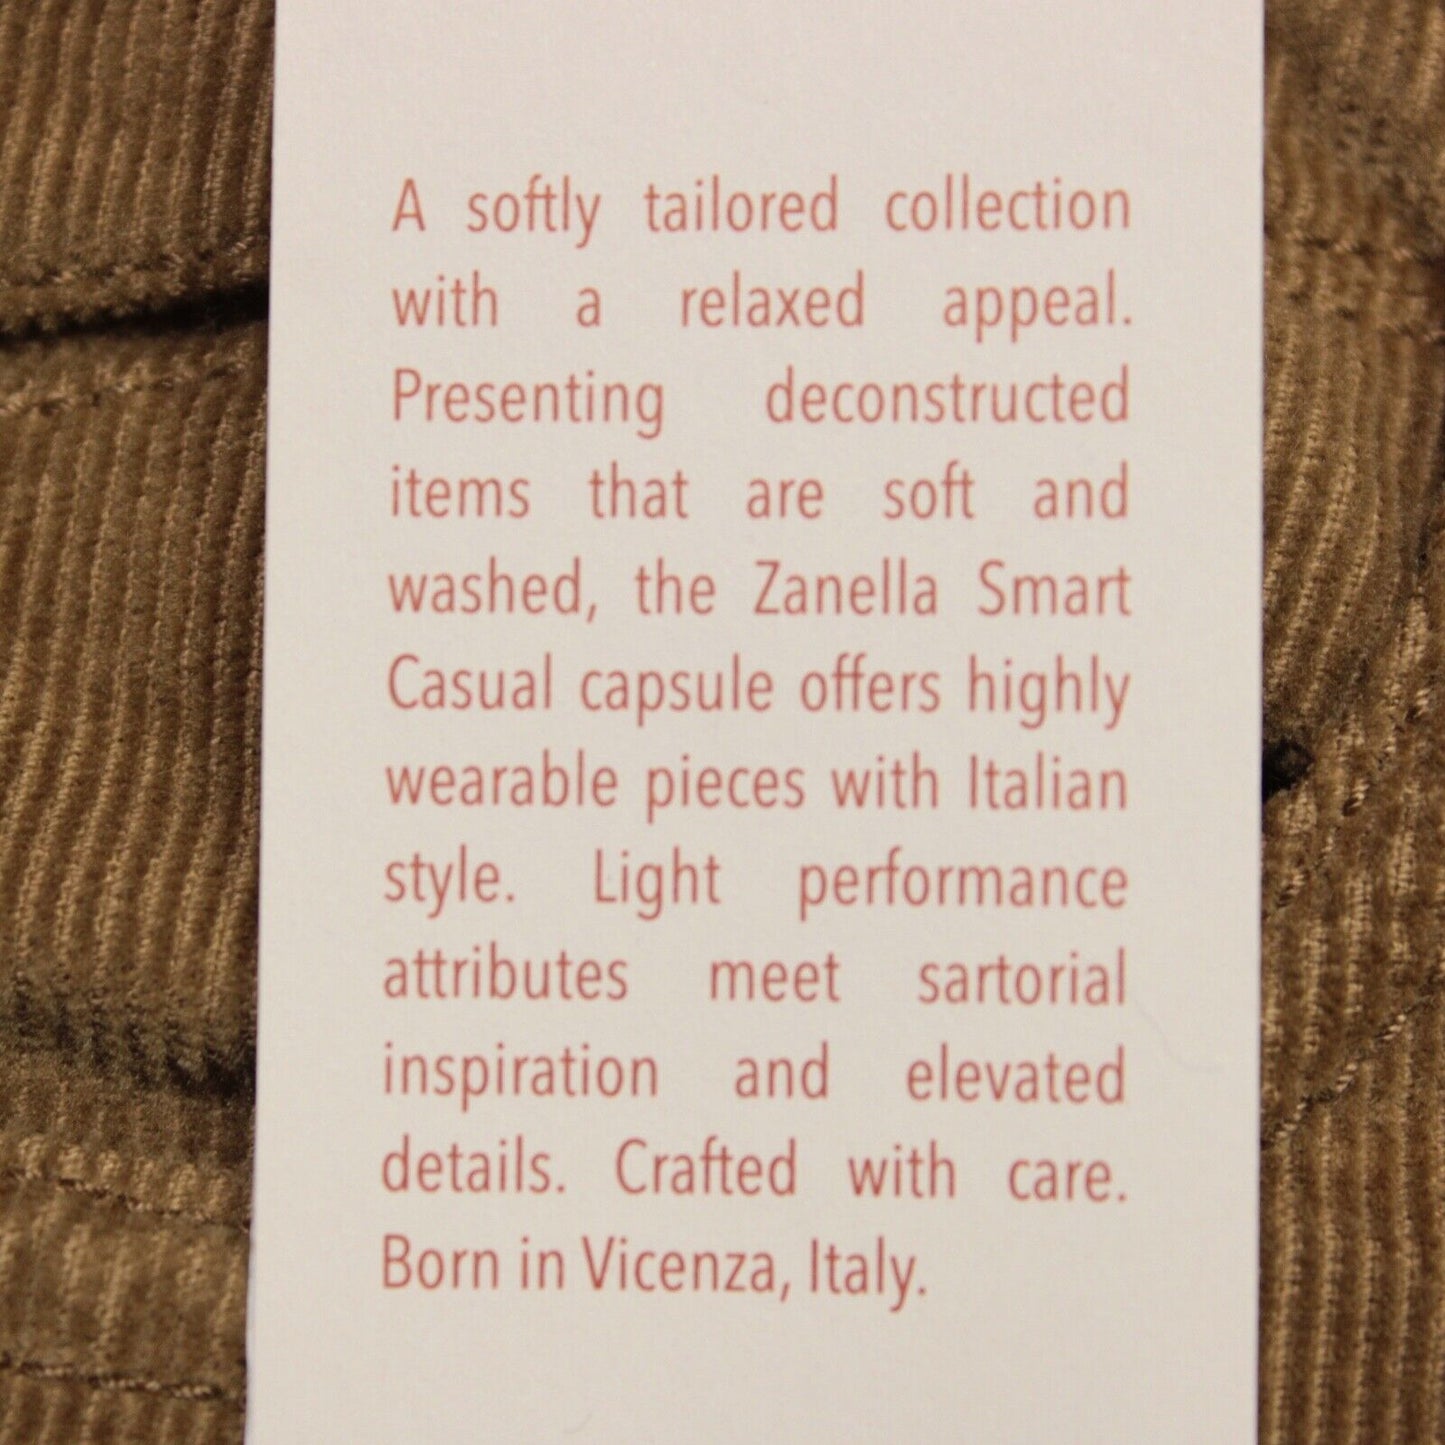 A softly tailored collection
with a relaxed appeal.
Presenting deconstructed
items that are soft and
washed, the Zanella Smart
Casual capsule offers highly
wearable pieces with Italian
style. Light performance
attributes meet sartorial
inspiration and elevated
details. Crafted with care.
Born in Vicenza, Italy.